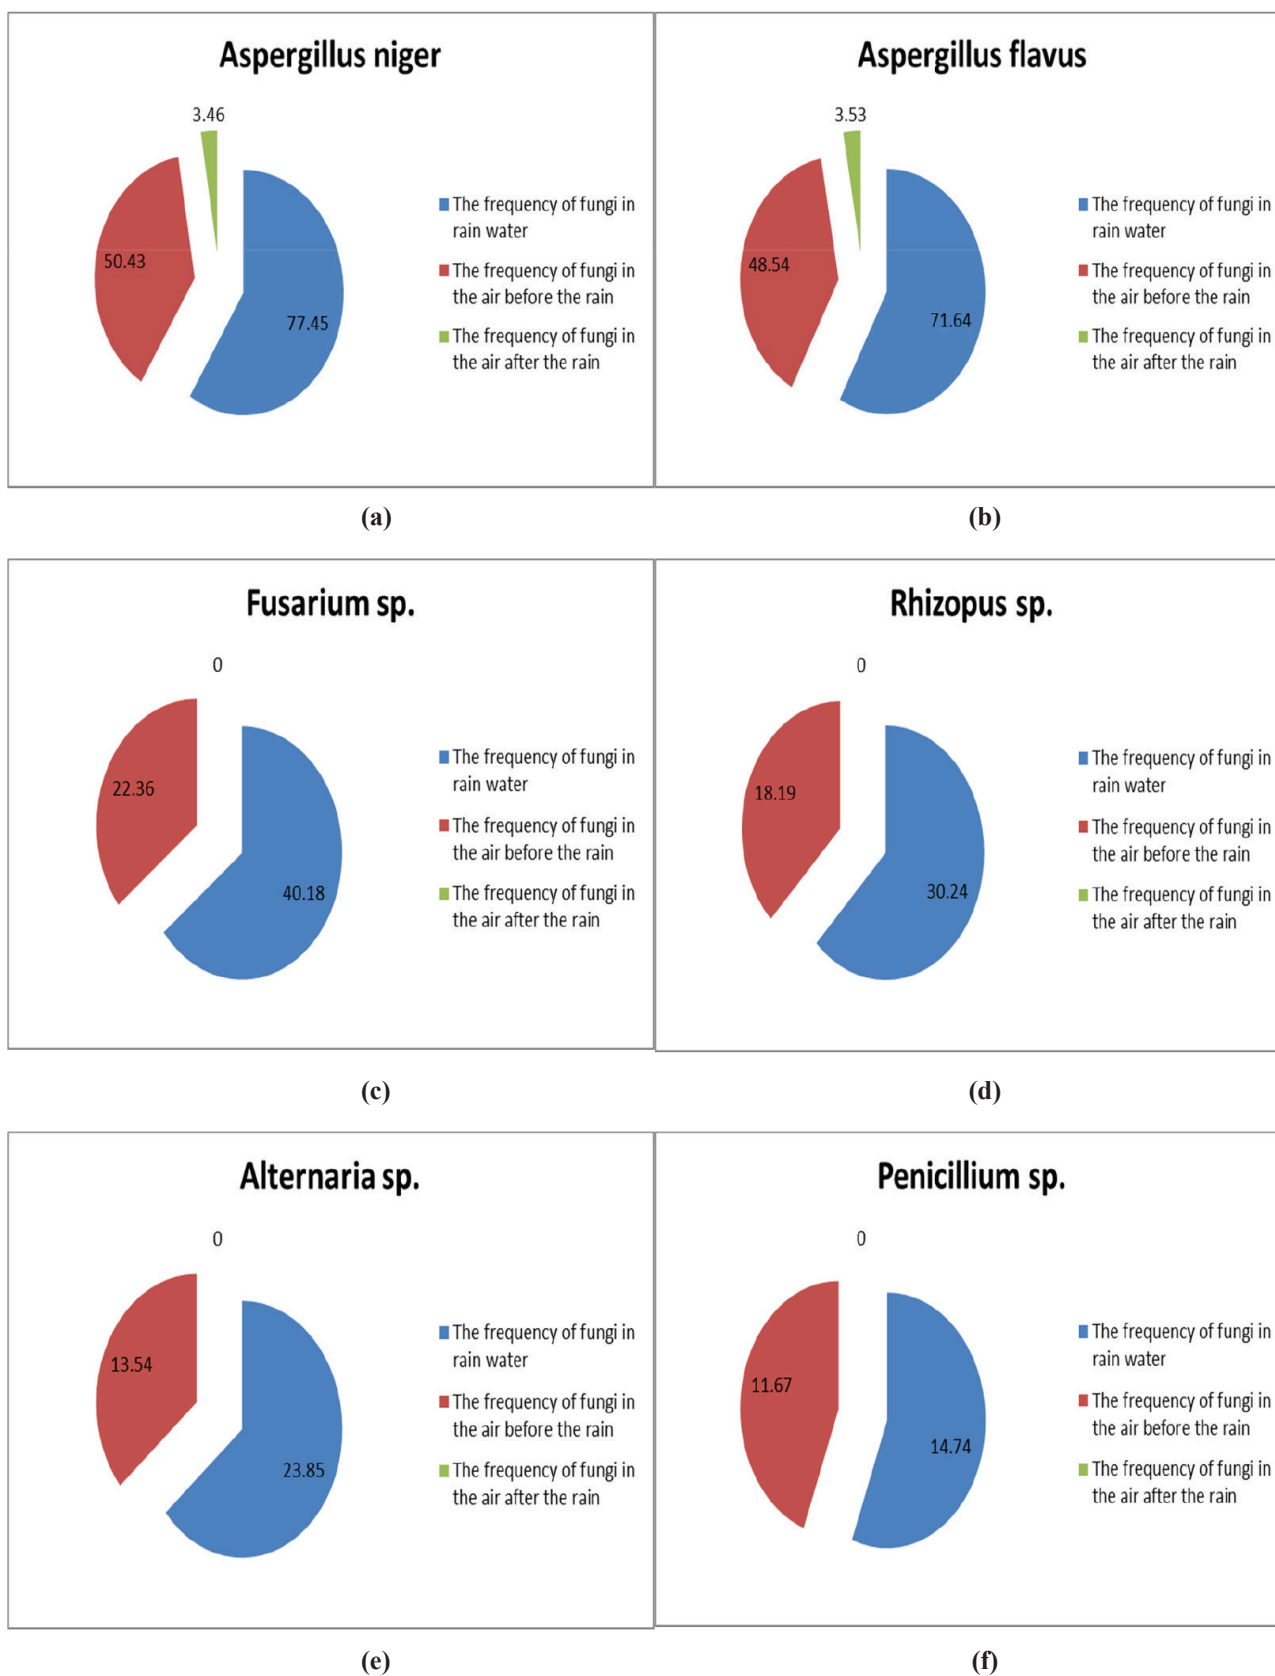 Aspergillus niger
3.46
50.43
77.45
The frequency of fungi in
rain water
The frequency of fungi in
the air before the rain
The frequency of fungi in
the air after the rain
(a)
Aspergillus flavus
3.53
48.54
71.64
The frequency of fungi in
rain water
The frequency of fungi in
the air before the rain
The frequency of fungi in
the air after the rain
(b)
Fusarium sp.
0
22.36
40.18
The frequency of fungi in
rain water
The frequency of fungi in
the air before the rain
The frequency of fungi in
the air after the rain
(c)
Rhizopus sp.
0
18.19
30.24
The frequency of fungi in
rain water
The frequency of fungi in
the air before the rain
The frequency of fungi in
the air after the rain
(d)
Alternaria sp.
0
13.54
23.85
The frequency of fungi in
rain water
The frequency of fungi in
the air before the rain
The frequency of fungi in
the air after the rain
(e)
Penicillium sp.
0
11.67
14.74
The frequency of fungi in
rain water
The frequency of fungi in
the air before the rain
The frequency of fungi in
the air after the rain
(f)